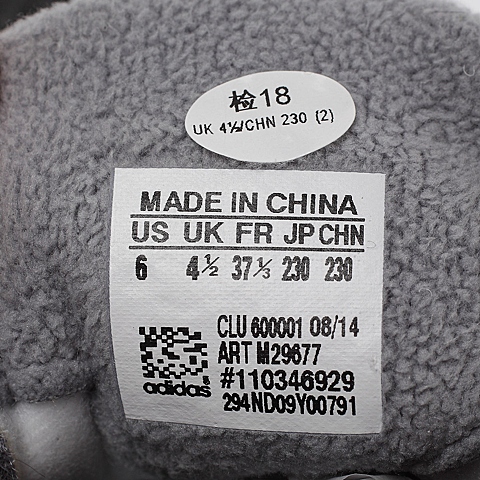 检18
UK 4½/CHN 230 (2)
MADE IN CHINA
US UK FR JP CHN
6 4½ 37⅓ 230 230
CLU 600001 08/14
ART M29677
#110346929
adidas®
294ND09Y00791